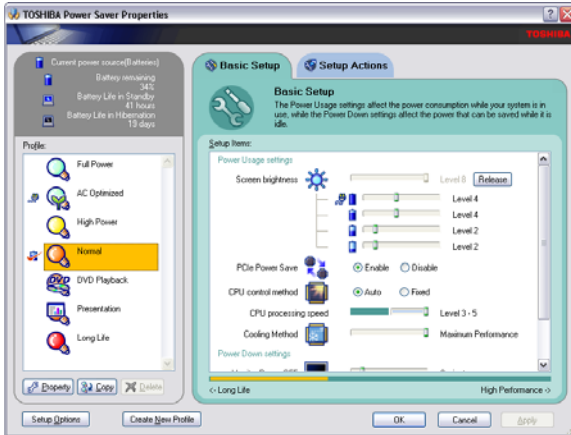 TOSHIBA Power Saver Properties
TOSHIBA
Current power source(Batteries)
Battery remaining
34%
Battery Life in Standby
41 hours
Battery Life in Hibernation
19 days
Profile:
Full Power
AC Optimized
High Power
Normal
DVD Playback
Presentation
Long Life
Property
Copy
Delete
Basic Setup
Setup Actions
Basic Setup
The Power Usage settings affect the power consumption while your system is in
use, while the Power Down settings affect the power that can be saved while it is
idle.
Setup Items:
Power Usage settings
Screen brightness
Level 8
Release
Level 4
Level 4
Level 2
Level 2
PCIe Power Save
Enable
Disable
CPU control method
Auto
Fixed
CPU processing speed
Level 3 - 5
Cooling Method
Maximum Performance
Power Down settings
<- Long Life
High Performance ->
Setup Options
Create New Profile
OK
Cancel
Apply